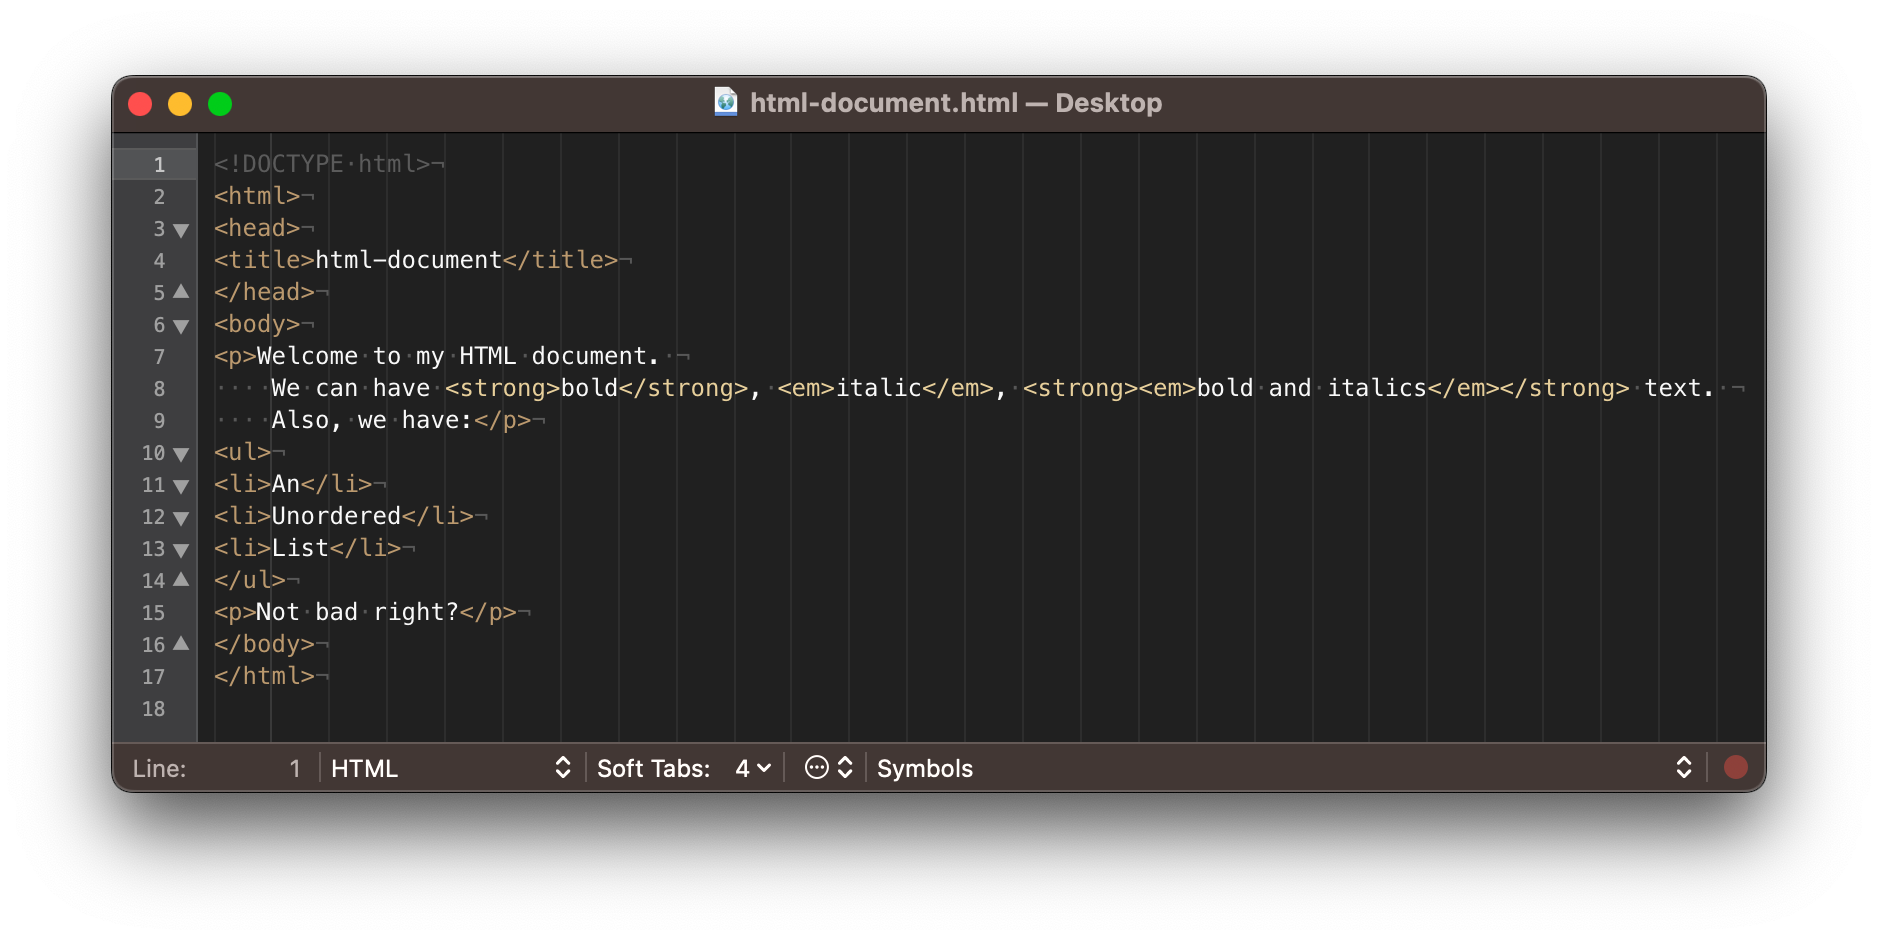 html-document.html — Desktop
1 <!DOCTYPE html>
2 <html>
3 <head>
4 <title>html-document</title>
5 </head>
6 <body>
7 <p>Welcome to my HTML document. 
8     We can have <strong>bold</strong>, <em>italic</em>, <strong><em>bold and italics</em></strong> text. 
9     Also, we have:</p>
10 <ul>
11 <li>An</li>
12 <li>Unordered</li>
13 <li>List</li>
14 </ul>
15 <p>Not bad right?</p>
16 </body>
17 </html>
18
Line: 1 HTML Soft Tabs: 4 Symbols